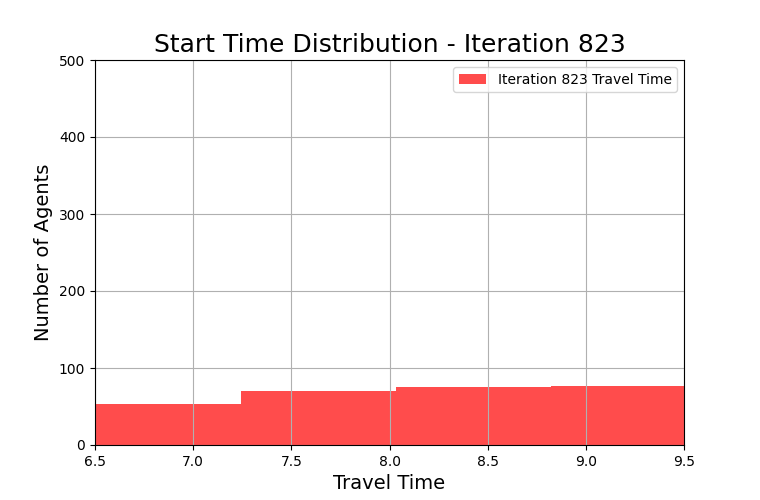 Start Time Distribution - Iteration 823
Iteration 823 Travel Time
Number of Agents
500
400
300
200
100
0
6.5 7.0 7.5 8.0 8.5 9.0 9.5
Travel Time